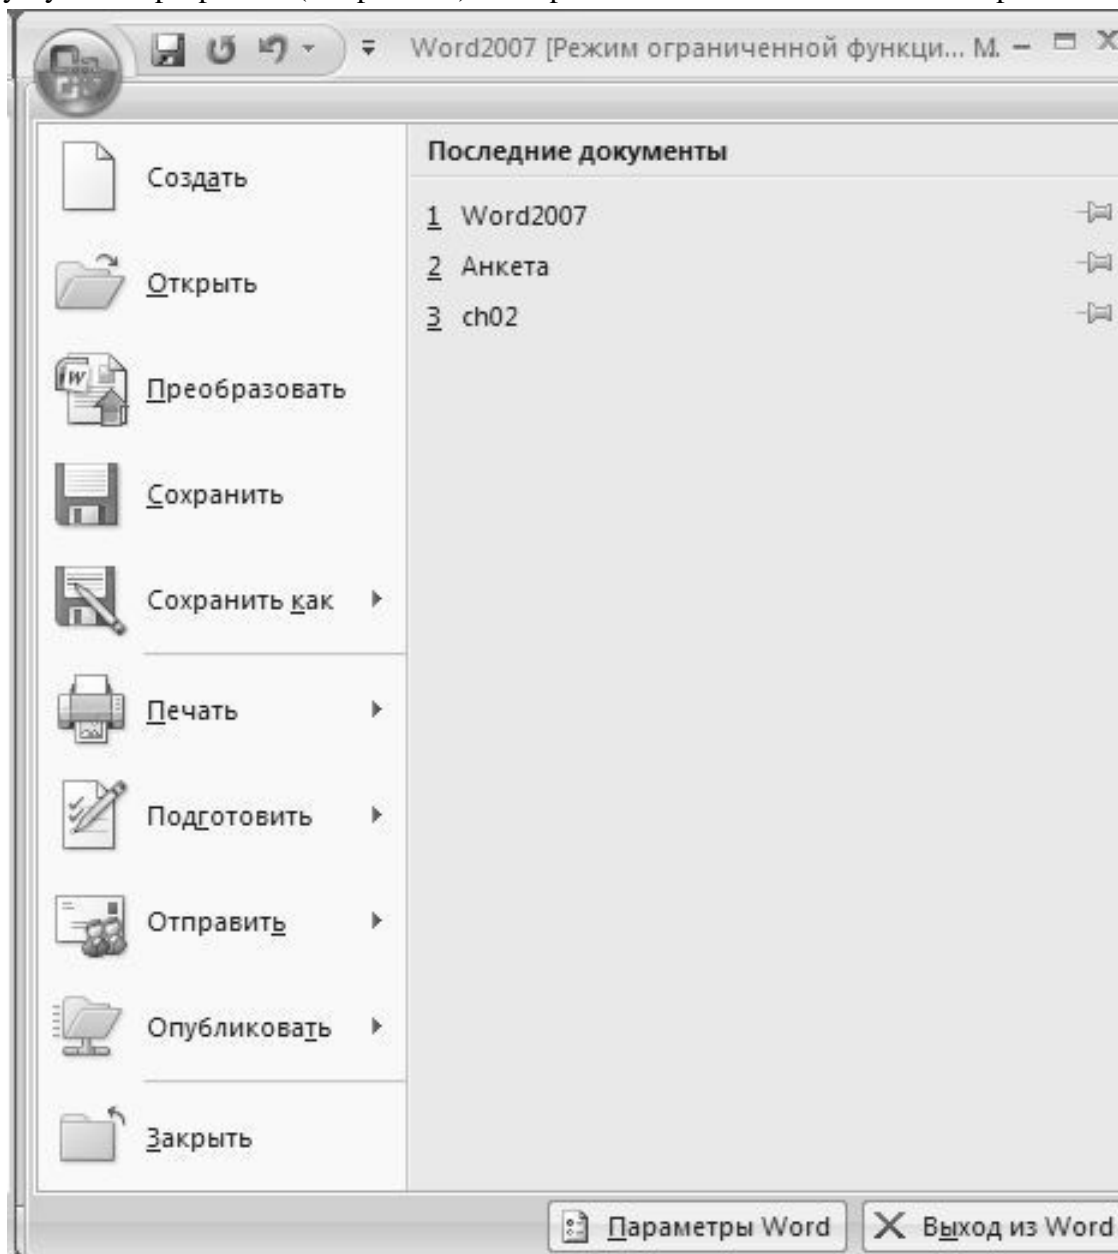 Word2007 [Режим ограниченной функци... М.
Создать
Открыть
Преобразовать
Сохранить
Сохранить как
Печать
Подготовить
Отправить
Опубликовать
Закрыть
Последние документы
1 Word2007
2 Анкета
3 ch02
Параметры Word
Выход из Word